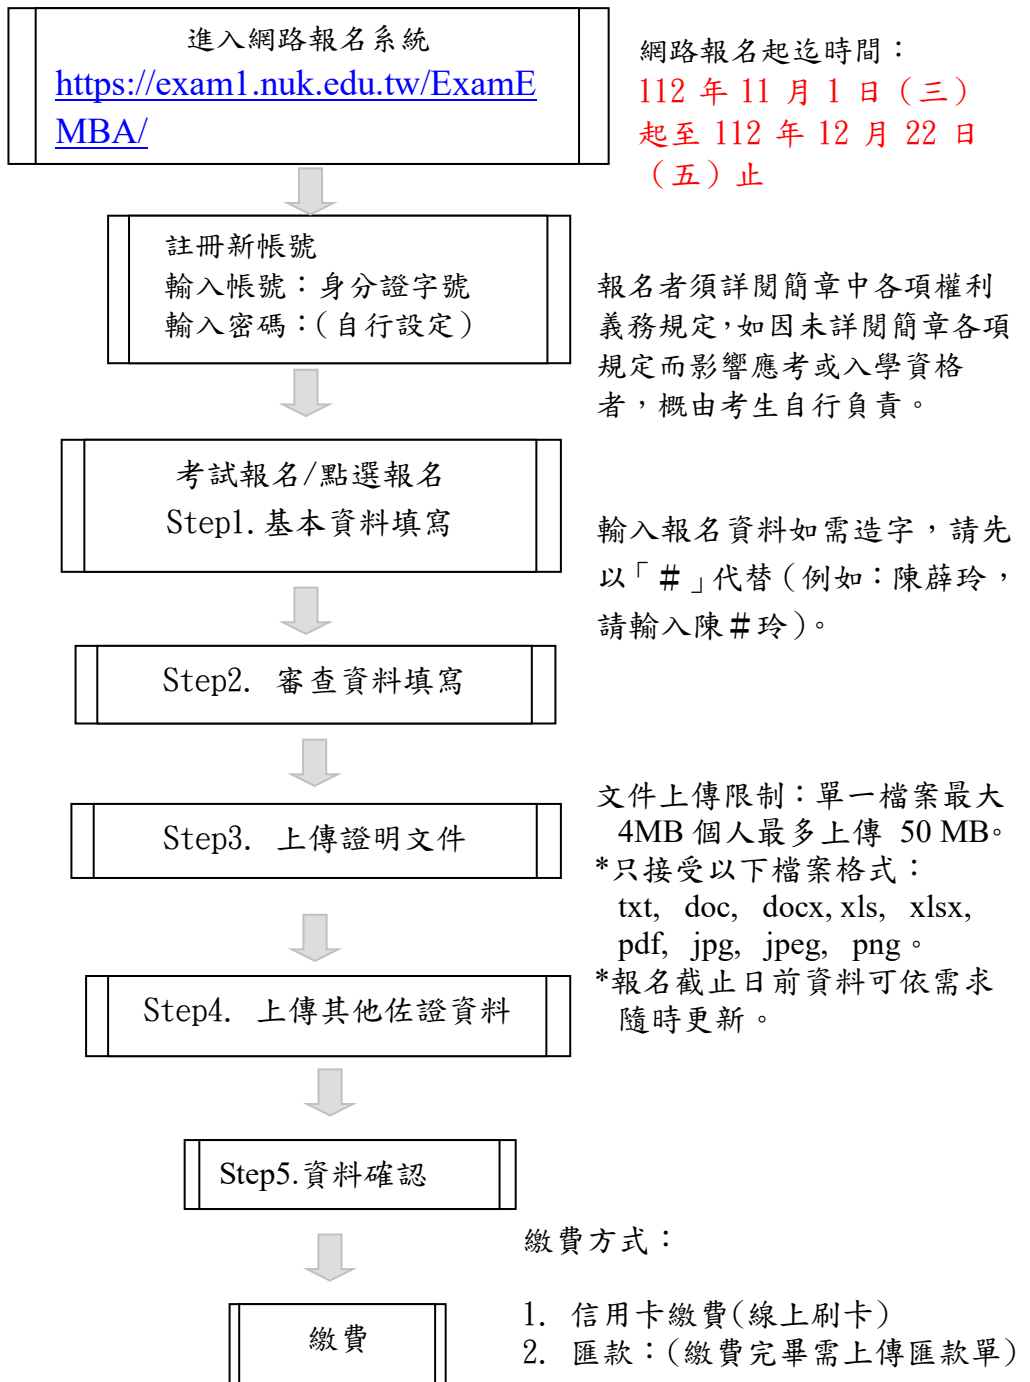 進入網路報名系統
https://exam1.nuk.edu.tw/ExamE
MBA/
網路報名起迄時間：
112 年 11 月 1 日（三）
起至 112 年 12 月 22 日
（五）止
註冊新帳號
輸入帳號：身分證字號
輸入密碼：（自行設定）
報名者須詳閱簡章中各項權利
義務規定，如因未詳閱簡章各項
規定而影響應考或入學資格
者，概由考生自行負責。
考試報名/點選報名
Step1.基本資料填寫
輸入報名資料如需造字，請先
以「＃」代替（例如：陳薛玲，
請輸入陳＃玲）。
Step2. 審查資料填寫
Step3. 上傳證明文件
文件上傳限制：單一檔案最大
4MB 個人最多上傳 50 MB。
*只接受以下檔案格式：
txt, doc, docx, xls, xlsx,
pdf, jpg, jpeg, png。
*報名截止日前資料可依需求
隨時更新。
Step4. 上傳其他佐證資料
Step5.資料確認
繳費方式：
繳費
1. 信用卡繳費(線上刷卡)
2. 匯款：(繳費完畢需上傳匯款單)